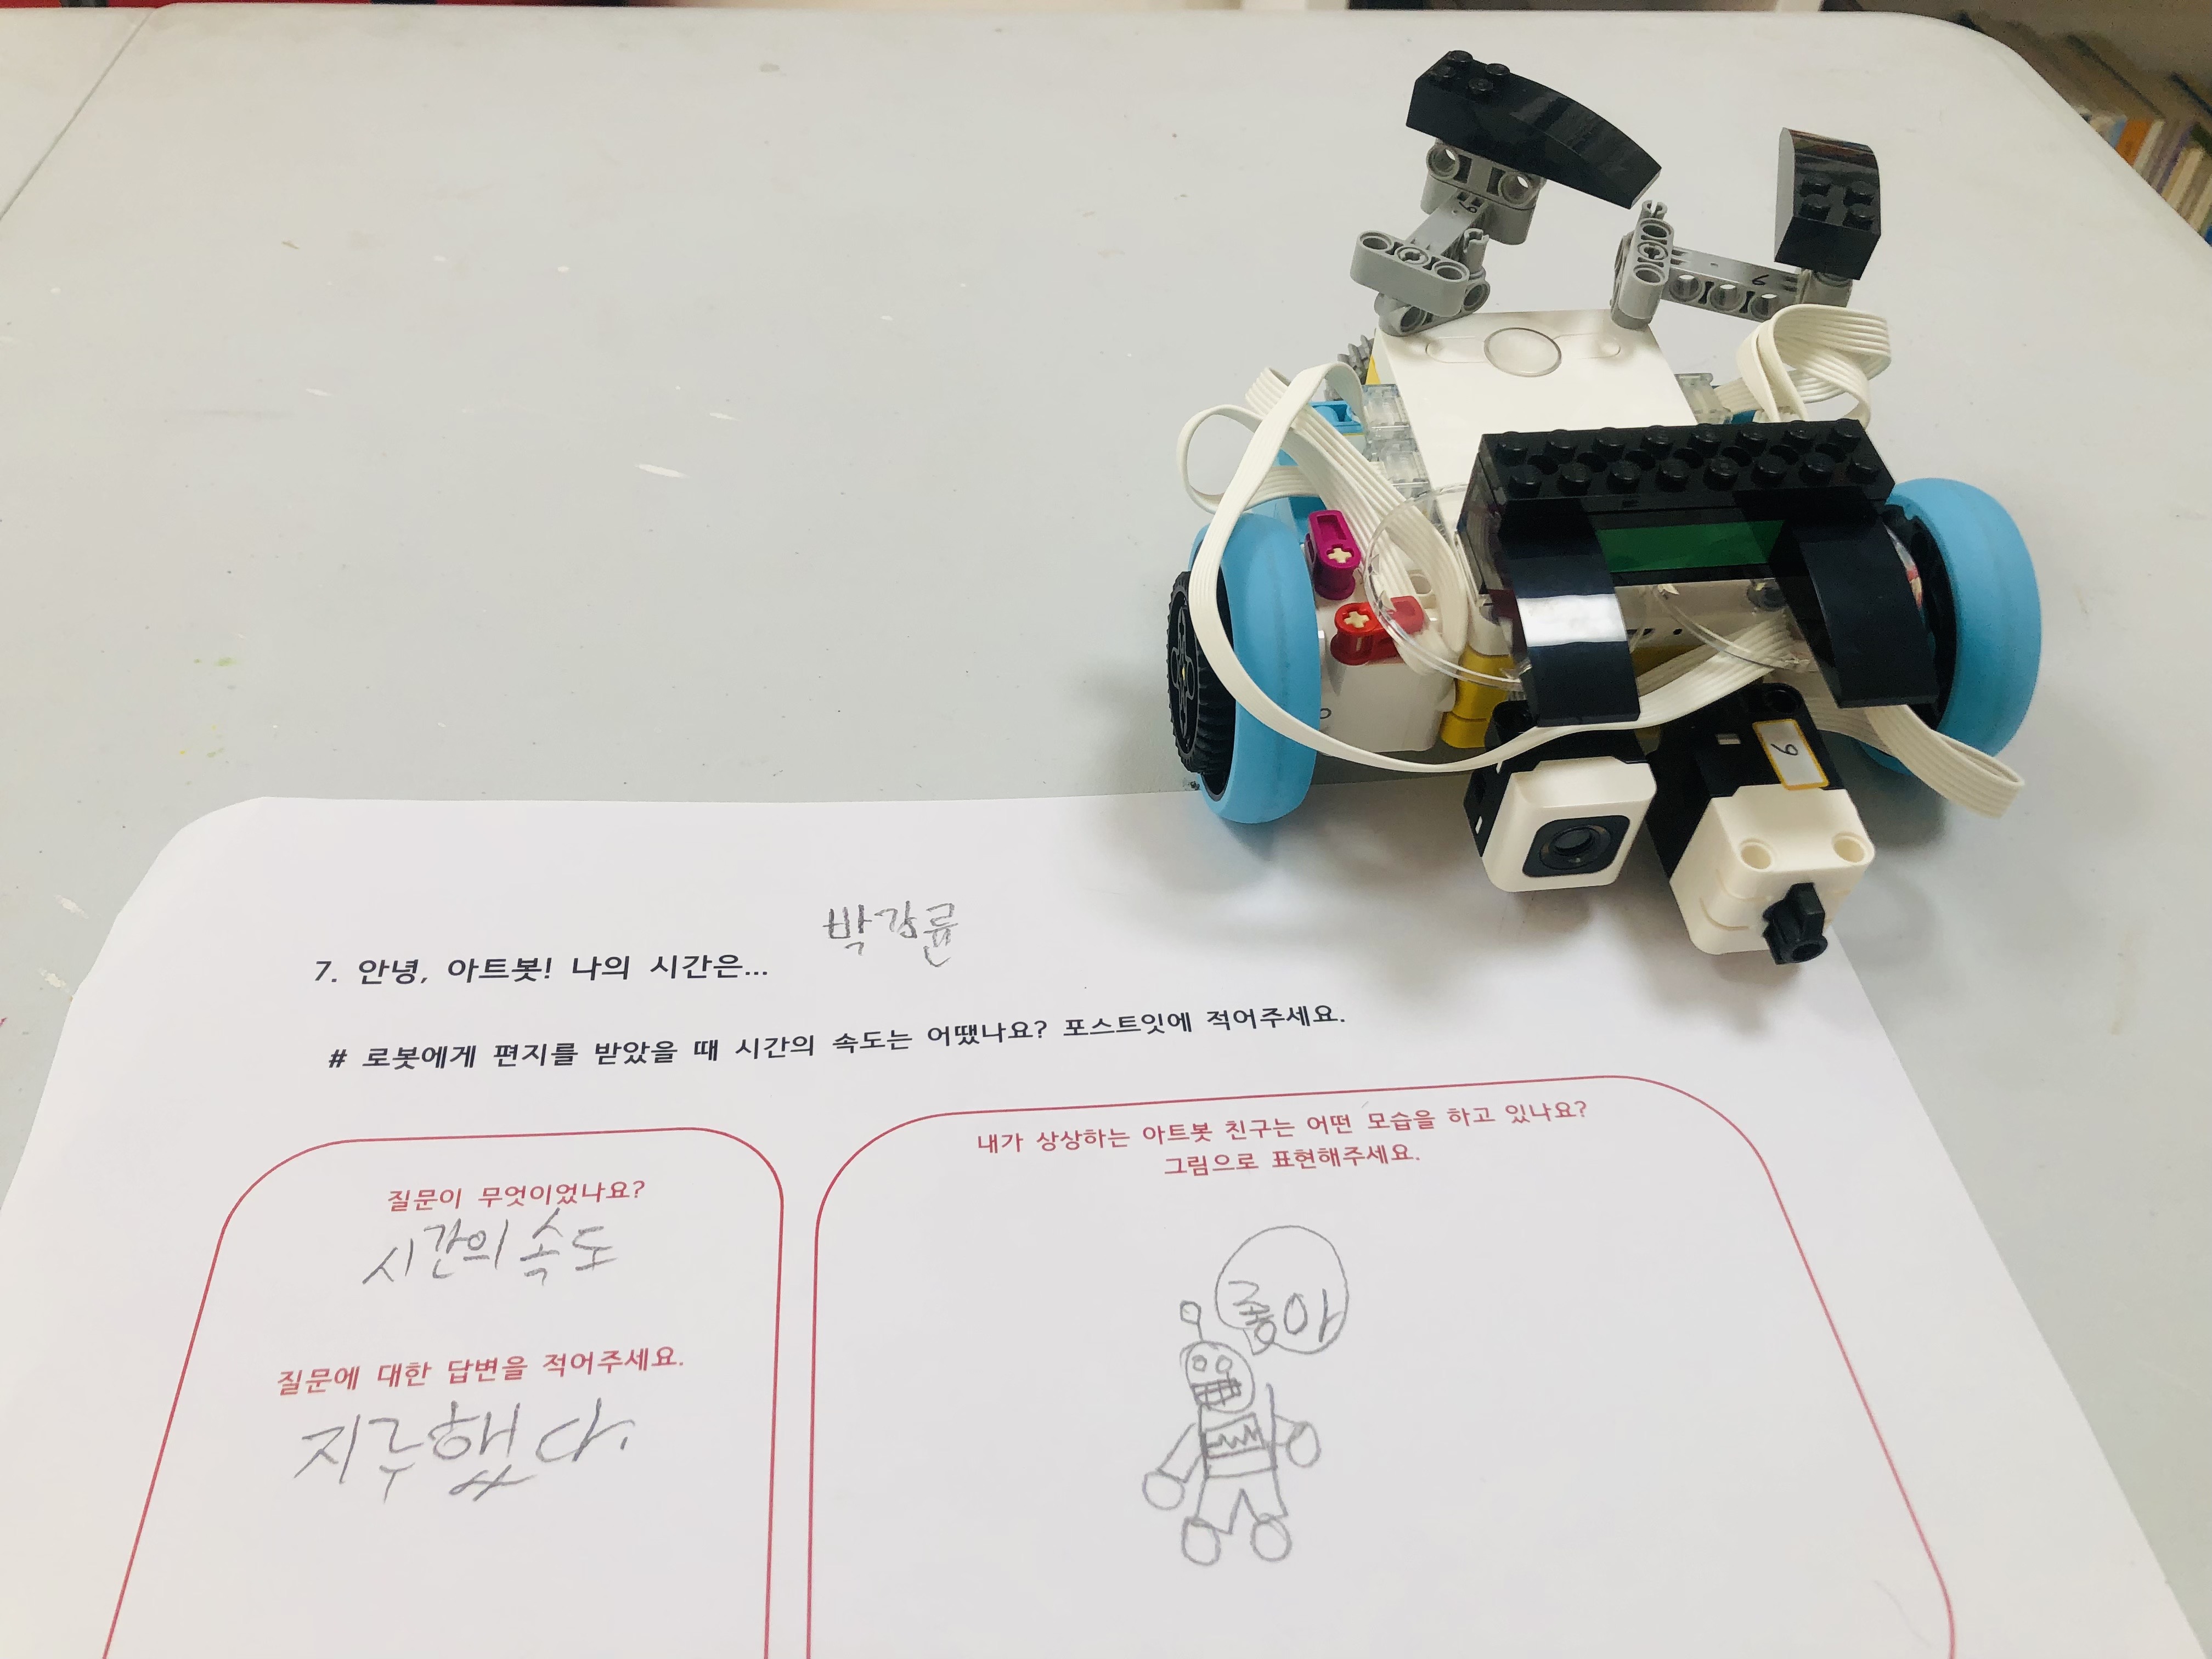 박강륜
7. 안녕, 아트봇! 나의 시간은...
# 로봇에게 편지를 받았을 때 시간의 속도는 어땠나요? 포스트잇에 적어주세요.
질문이 무엇이었나요?
시간의 속도
질문에 대한 답변을 적어주세요.
지루했다.
내가 상상하는 아트봇 친구는 어떤 모습을 하고 있나요?
그림으로 표현해주세요.
좋아